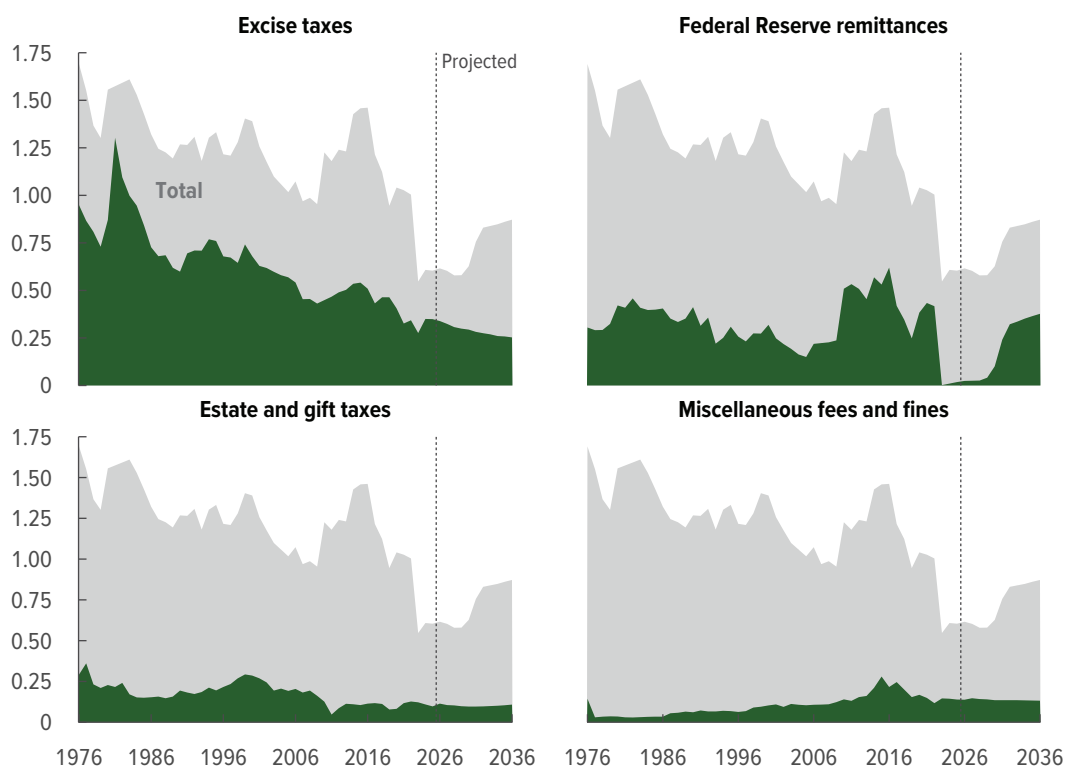 Excise taxes
Federal Reserve remittances
1.75
Projected
1.50
1.25
1.00
Total
0.75
0.50
0.25
0
Estate and gift taxes
Miscellaneous fees and fines
1.75
1.50
1.25
1.00
0.75
0.50
0.25
0
1976 1986 1996 2006 2016 2026 2036
1976 1986 1996 2006 2016 2026 2036